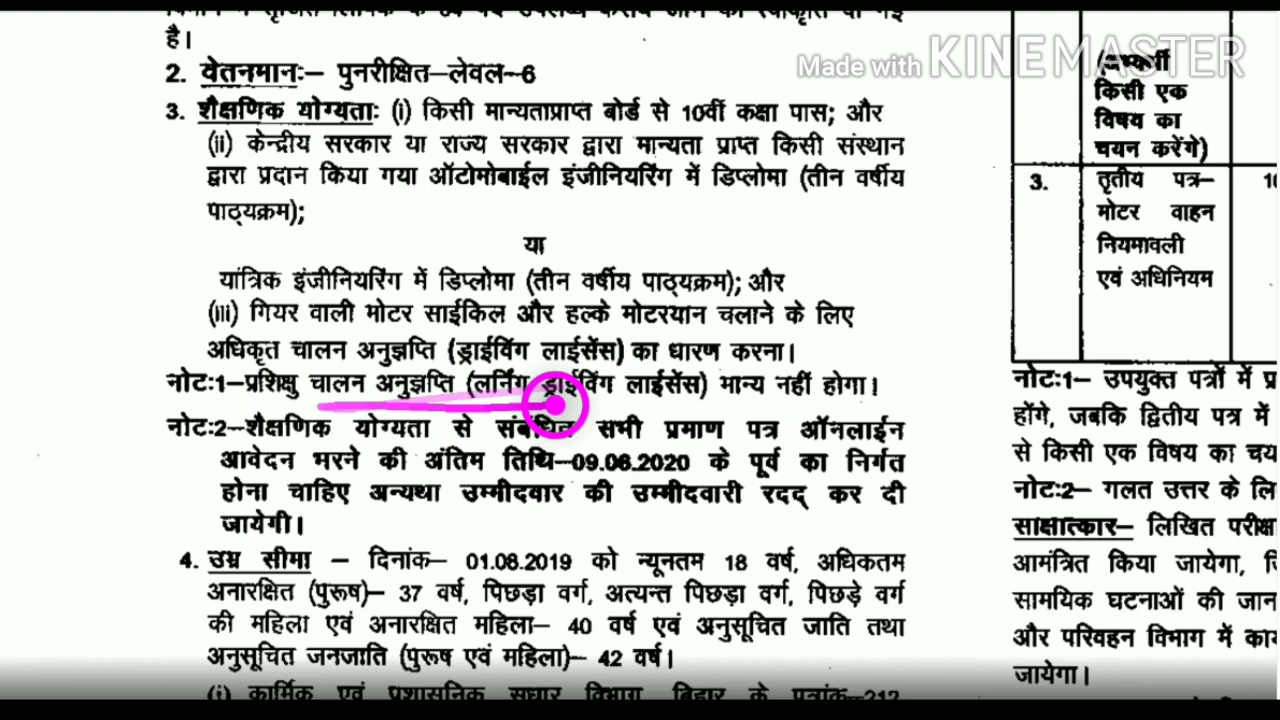 है।
2. वेतनमानः– पुनरीक्षित–लेवल–6
3. शैक्षणिक योग्यताः (i) किसी मान्यताप्राप्त बोर्ड से 10वीं कक्षा पास; और
(ii) केन्द्रीय सरकार या राज्य सरकार द्वारा मान्यता प्राप्त किसी संस्थान
द्वारा प्रदान किया गया ऑटोमोबाईल इंजीनियरिंग में डिप्लोमा (तीन वर्षीय
पाठ्यक्रम);
या
यांत्रिक इंजीनियरिंग में डिप्लोमा (तीन वर्षीय पाठ्यक्रम); और
(iii) गियर वाली मोटर साईकिल और हल्के मोटरयान चलाने के लिए
अधिकृत चालन अनुज्ञप्ति (ड्राईविंग लाईसेंस) का धारण करना।
नोटः1–प्रशिक्षु चालन अनुज्ञप्ति (लर्निंग ड्राईविंग लाईसेंस) मान्य नहीं होगा।
नोटः2–शैक्षणिक योग्यता से संबंधित सभी प्रमाण पत्र ऑनलाईन
आवेदन भरने की अंतिम तिथि–09.06.2020 के पूर्व का निर्गत
होना चाहिए अन्यथा उम्मीदवार की उम्मीदवारी रदद् कर दी
जायेगी।
4. उम्र सीमा – दिनांक– 01.08.2019 को न्यूनतम 18 वर्ष, अधिकतम
अनारक्षित (पुरूष)– 37 वर्ष, पिछड़ा वर्ग, अत्यन्त पिछड़ा वर्ग, पिछड़े वर्ग
की महिला एवं अनारक्षित महिला– 40 वर्ष एवं अनुसूचित जाति तथा
अनुसूचित जनजाति (पुरूष एवं महिला)– 42 वर्ष।
(i) कार्मिक एवं प्रशासनिक सुधार विभाग, बिहार के पत्रांक–212
Made with KINEMASTER
किसी एक
विषय का
चयन करेंगे)
3. तृतीय पत्र–
मोटर वाहन
नियमावली
एवं अधिनियम
नोटः1– उपयुक्त पत्रों में
होंगे, जबकि द्वितीय पत्र में
से किसी एक विषय का
नोटः2– गलत उत्तर के
साक्षात्कार– लिखित
आमंत्रित किया जायेगा,
सामयिक घटनाओं की
और परिवहन विभाग में
जायेगा।